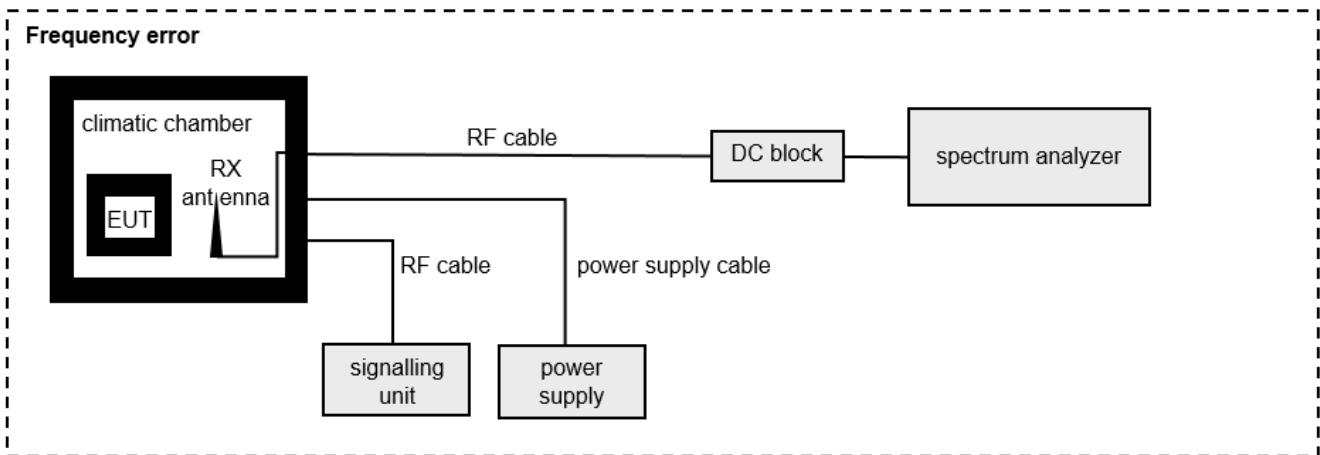 Frequency error
climatic chamber
RX
antenna
EUT
RF cable
DC block
spectrum analyzer
RF cable
power supply cable
signalling
unit
power
supply